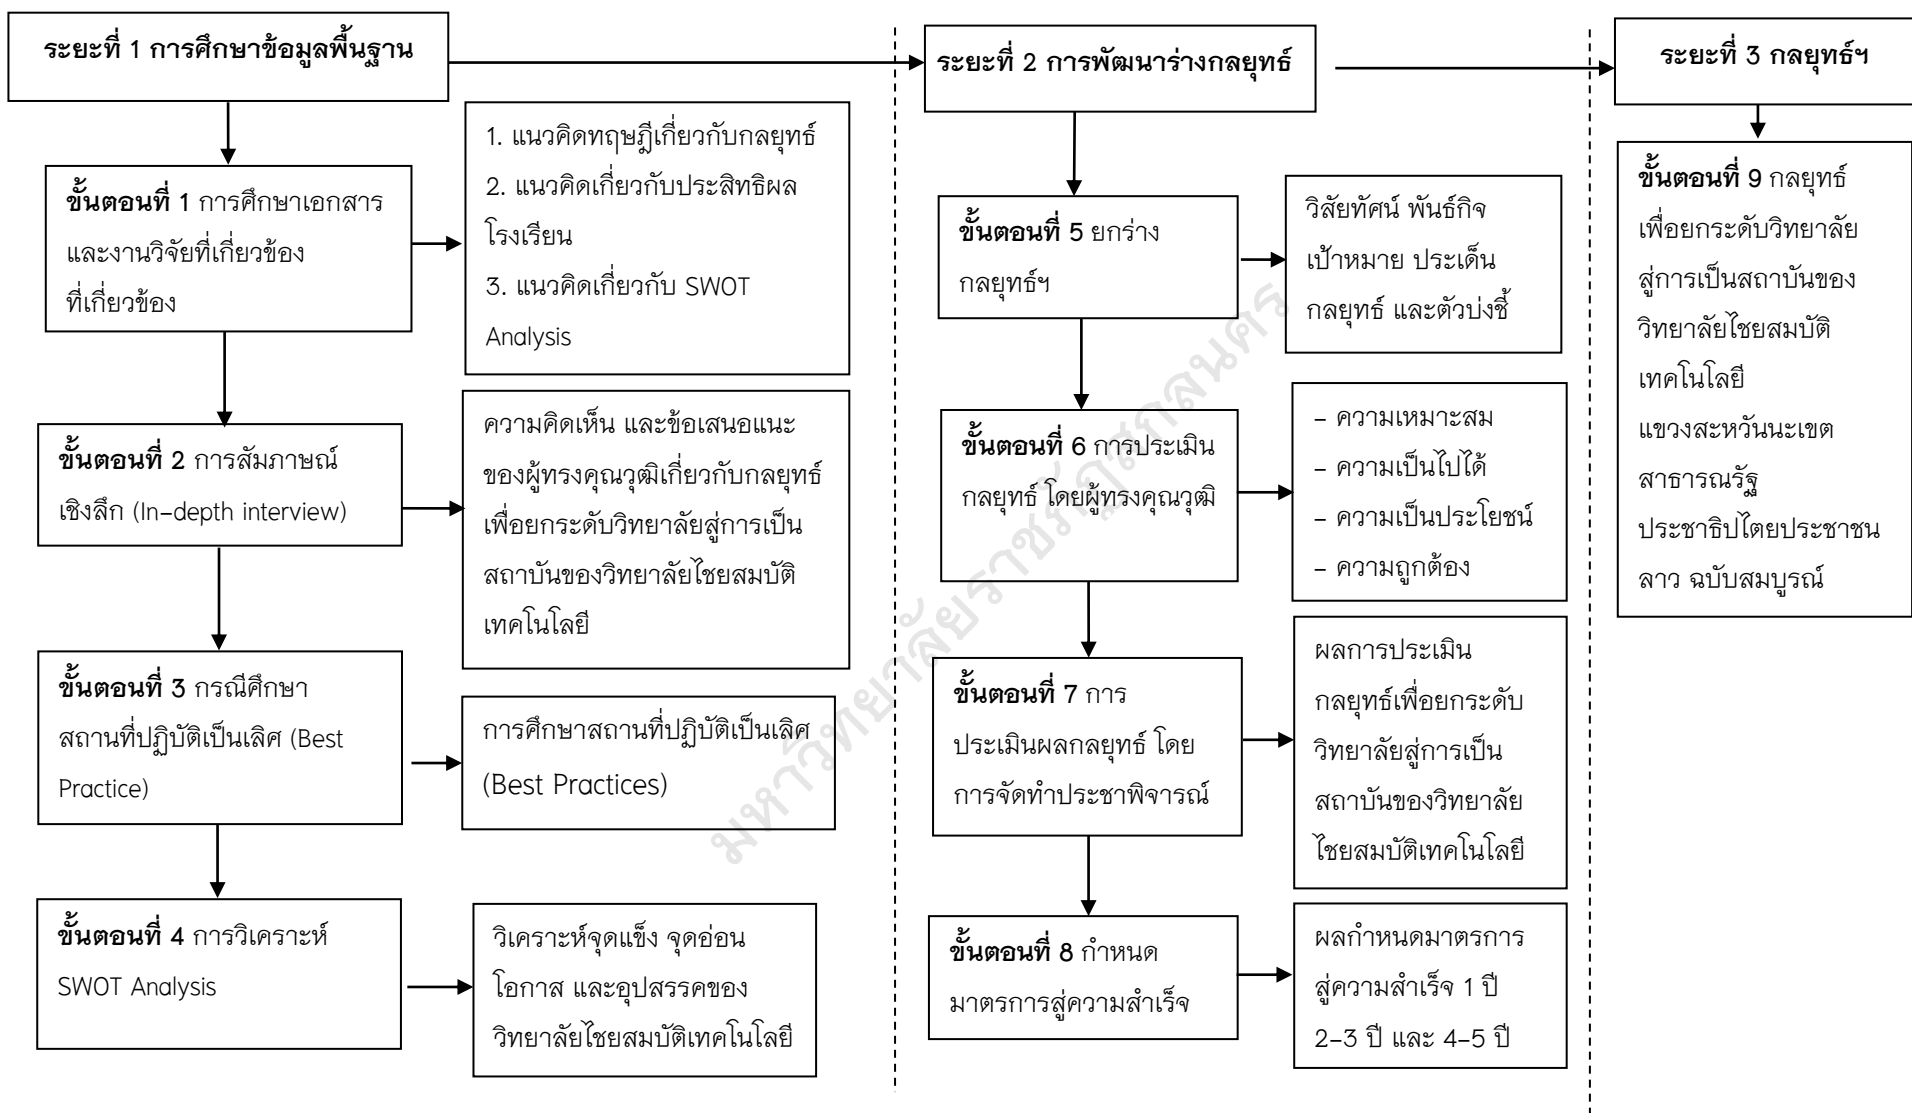 ระยะที่ 1 การศึกษาข้อมูลพื้นฐาน
ขั้นตอนที่ 1 การศึกษาเอกสาร
และงานวิจัยที่เกี่ยวข้อง
ที่เกี่ยวข้อง
1. แนวคิดทฤษฎีเกี่ยวกับกลยุทธ์
2. แนวคิดเกี่ยวกับประสิทธิผล
โรงเรียน
3. แนวคิดเกี่ยวกับ SWOT
Analysis
ขั้นตอนที่ 2 การสัมภาษณ์
เชิงลึก (In-depth interview)
ความคิดเห็น และข้อเสนอแนะ
ของผู้ทรงคุณวุฒิเกี่ยวกับกลยุทธ์
เพื่อยกระดับวิทยาลัยสู่การเป็น
สถาบันของวิทยาลัยไชยสมบัติ
เทคโนโลยี
ขั้นตอนที่ 3 กรณีศึกษา
สถานที่ปฏิบัติเป็นเลิศ (Best
Practice)
การศึกษาสถานที่ปฏิบัติเป็นเลิศ
(Best Practices)
ขั้นตอนที่ 4 การวิเคราะห์
SWOT Analysis
วิเคราะห์จุดแข็ง จุดอ่อน
โอกาส และอุปสรรคของ
วิทยาลัยไชยสมบัติเทคโนโลยี
ระยะที่ 2 การพัฒนาร่างกลยุทธ์
ขั้นตอนที่ 5 ยกร่าง
กลยุทธ์ฯ
วิสัยทัศน์ พันธ์กิจ
เป้าหมาย ประเด็น
กลยุทธ์ และตัวบ่งชี้
ขั้นตอนที่ 6 การประเมิน
กลยุทธ์ โดยผู้ทรงคุณวุฒิ
- ความเหมาะสม
- ความเป็นไปได้
- ความเป็นประโยชน์
- ความถูกต้อง
ขั้นตอนที่ 7 การ
ประเมินผลกลยุทธ์ โดย
การจัดทำประชาพิจารณ์
ผลการประเมิน
กลยุทธ์เพื่อยกระดับ
วิทยาลัยสู่การเป็น
สถาบันของวิทยาลัย
ไชยสมบัติเทคโนโลยี
ขั้นตอนที่ 8 กำหนด
มาตรการสู่ความสำเร็จ
ผลกำหนดมาตรการ
สู่ความสำเร็จ 1 ปี
2-3 ปี และ 4-5 ปี
ระยะที่ 3 กลยุทธ์ฯ
ขั้นตอนที่ 9 กลยุทธ์
เพื่อยกระดับวิทยาลัย
สู่การเป็นสถาบันของ
วิทยาลัยไชยสมบัติ
เทคโนโลยี
แขวงสะหวันนะเขต
สาธารณรัฐ
ประชาธิปไตยประชาชน
ลาว ฉบับสมบูรณ์
มหาวิทยาลัยราชภัฏสกลนคร